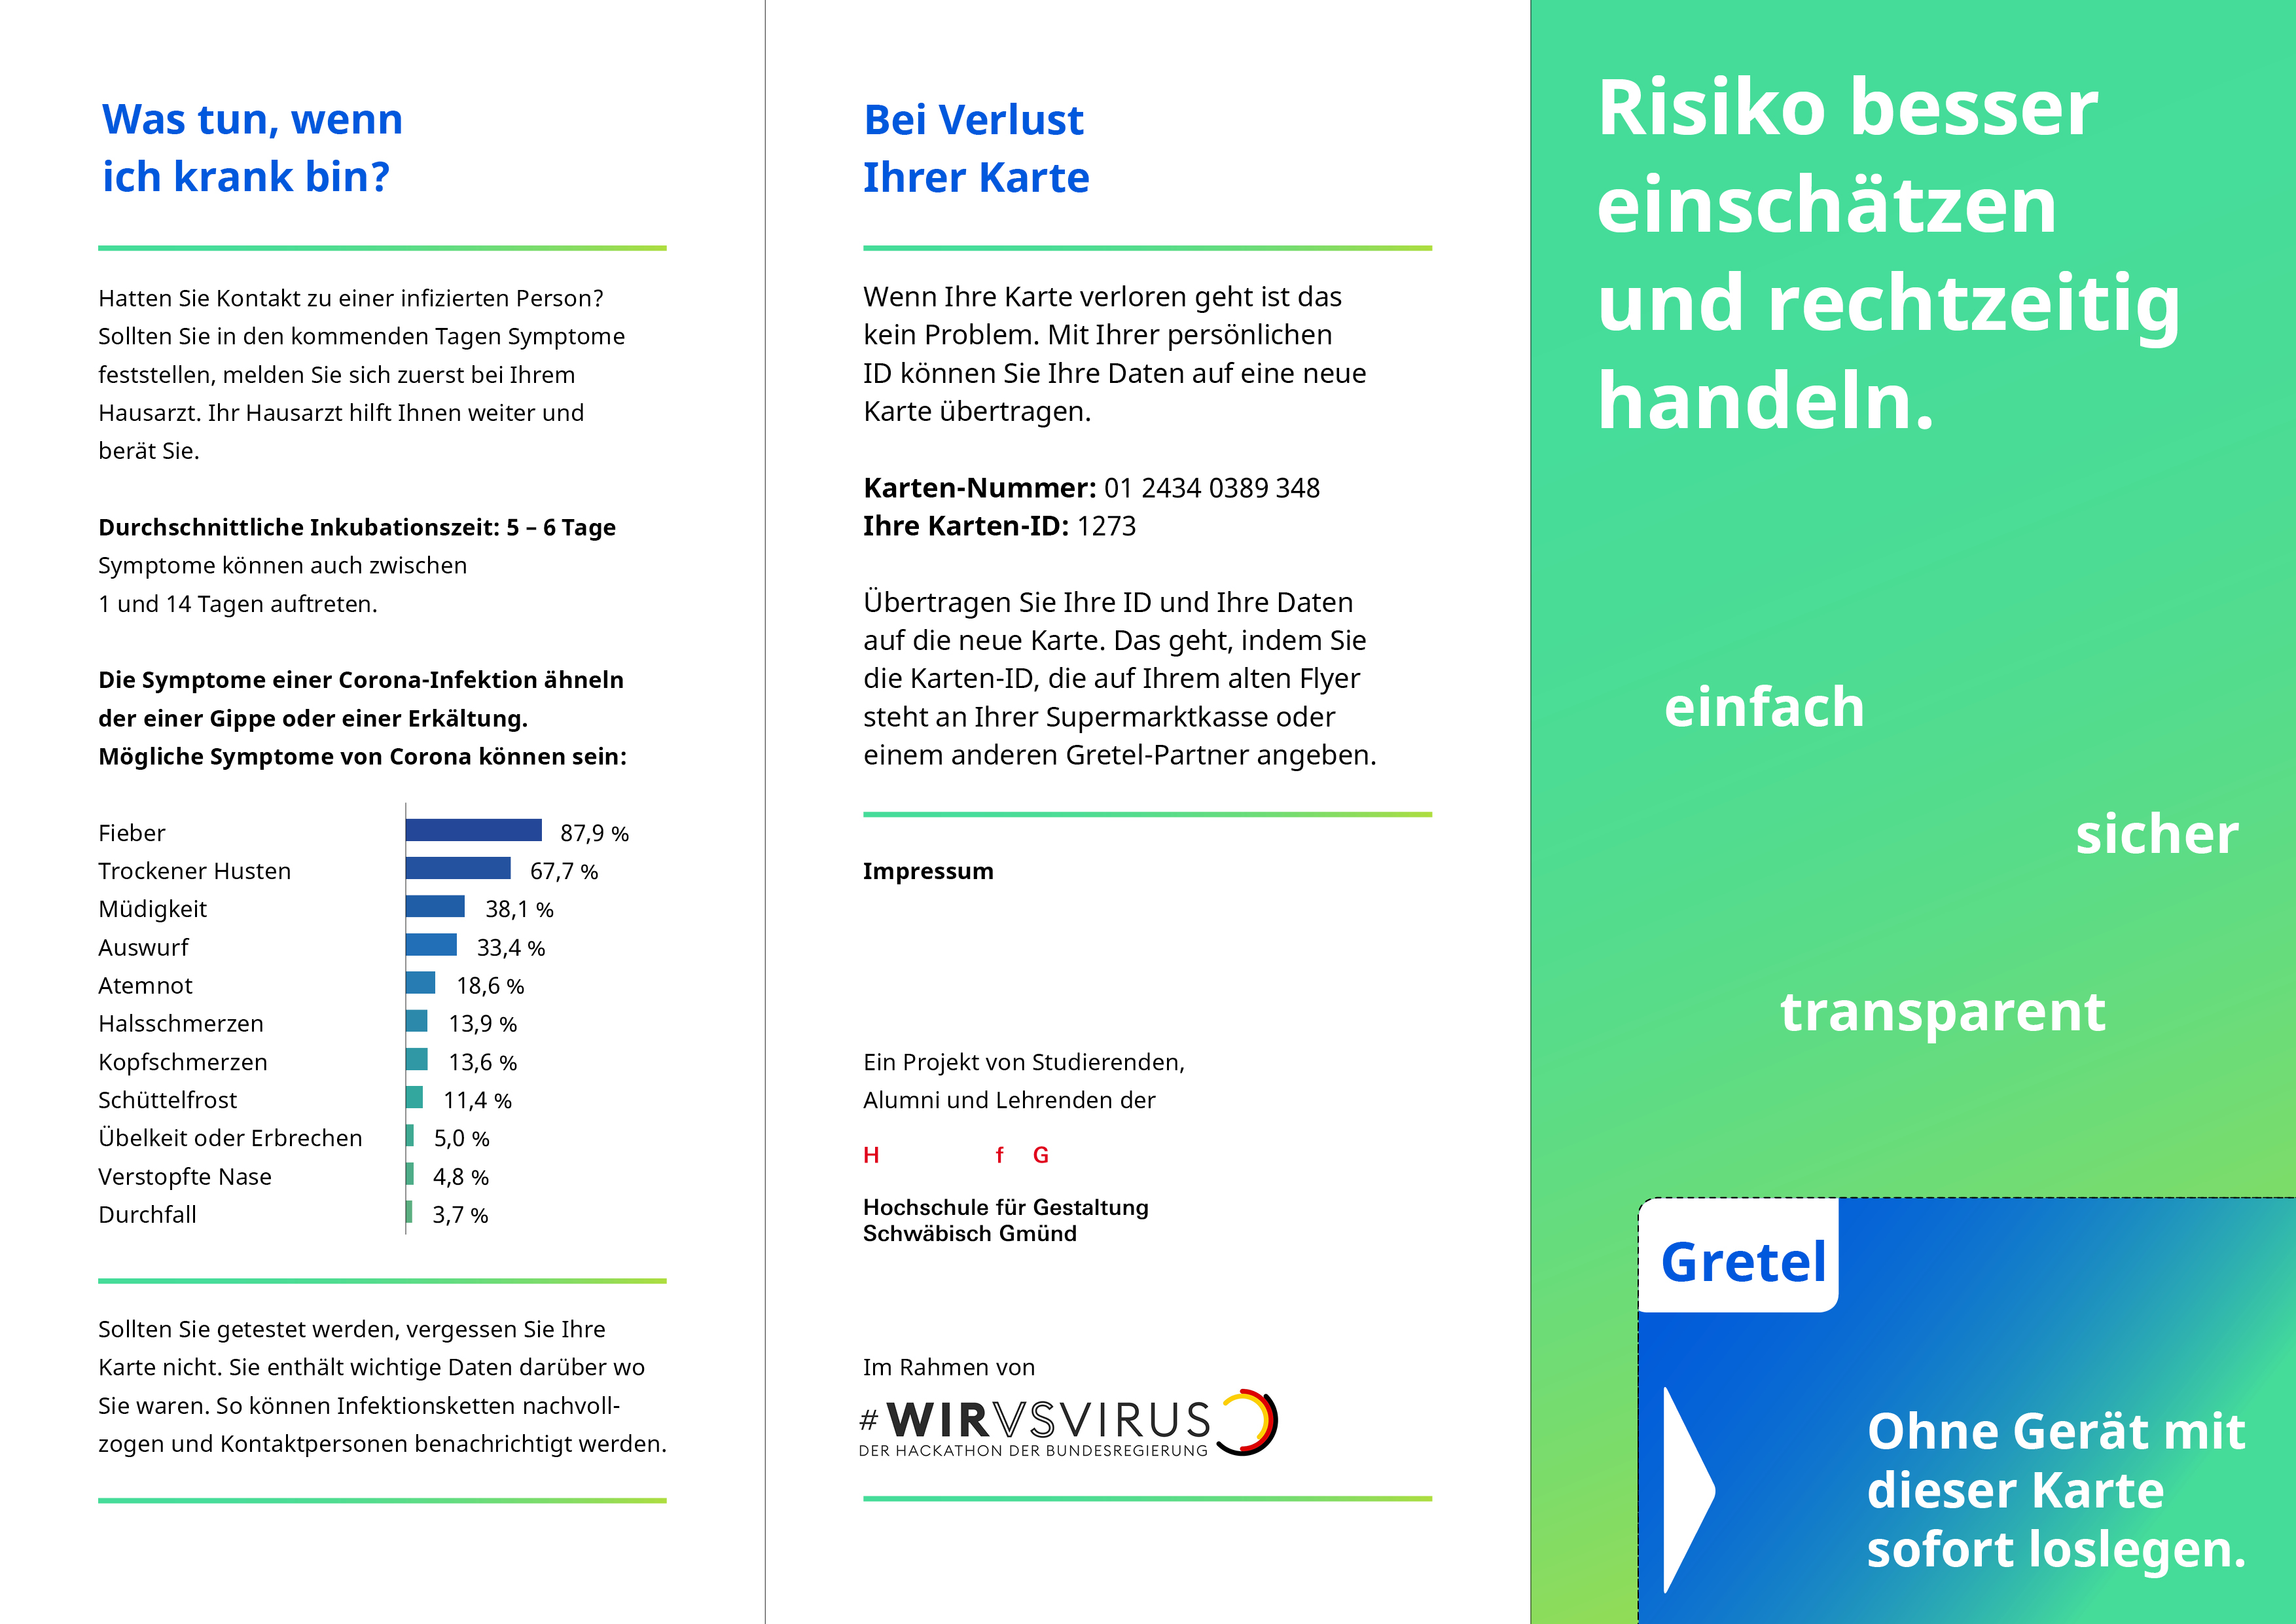 Was tun, wenn
ich krank bin?
Hatten Sie Kontakt zu einer infizierten Person?
Sollten Sie in den kommenden Tagen Symptome
feststellen, melden Sie sich zuerst bei Ihrem
Hausarzt. Ihr Hausarzt hilft Ihnen weiter und
berät Sie.
Durchschnittliche Inkubationszeit: 5 – 6 Tage
Symptome können auch zwischen
1 und 14 Tagen auftreten.
Die Symptome einer Corona-Infektion ähneln
der einer Gippe oder einer Erkältung.
Mögliche Symptome von Corona können sein:
Fieber 87,9 %
Trockener Husten 67,7 %
Müdigkeit 38,1 %
Auswurf 33,4 %
Atemnot 18,6 %
Halsschmerzen 13,9 %
Kopfschmerzen 13,6 %
Schüttelfrost 11,4 %
Übelkeit oder Erbrechen 5,0 %
Verstopfte Nase 4,8 %
Durchfall 3,7 %
Sollten Sie getestet werden, vergessen Sie Ihre
Karte nicht. Sie enthält wichtige Daten darüber wo
Sie waren. So können Infektionsketten nachvoll-
zogen und Kontaktpersonen benachrichtigt werden.
Bei Verlust
Ihrer Karte
Wenn Ihre Karte verloren geht ist das
kein Problem. Mit Ihrer persönlichen
ID können Sie Ihre Daten auf eine neue
Karte übertragen.
Karten-Nummer: 01 2434 0389 348
Ihre Karten-ID: 1273
Übertragen Sie Ihre ID und Ihre Daten
auf die neue Karte. Das geht, indem Sie
die Karten-ID, die auf Ihrem alten Flyer
steht an Ihrer Supermarktkasse oder
einem anderen Gretel-Partner angeben.
Impressum
Ein Projekt von Studierenden,
Alumni und Lehrenden der
H f G
Hochschule für Gestaltung
Schwäbisch Gmünd
Im Rahmen von
#WIRVSVIRUS
DER HACKATHON DER BUNDESREGIERUNG
Risiko besser
einschätzen
und rechtzeitig
handeln.
einfach
sicher
transparent
Gretel
Ohne Gerät mit
dieser Karte
sofort loslegen.